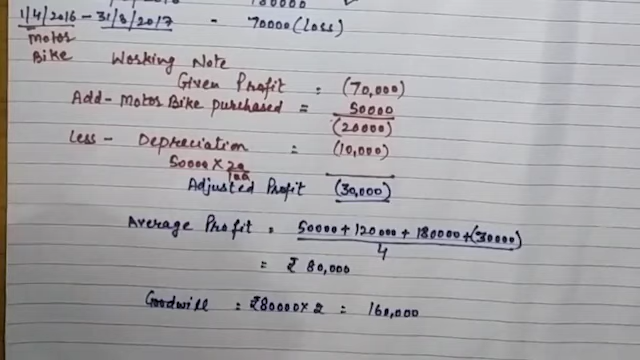 180000
1/4/2016 - 31/3/2017 - 70000 (Loss)
Motor
Bike Working Note
Given Profit : (70,000)
Add - Motor Bike purchased = 50000
(20000)
Less - Depreciation : (10,000)
50000 × 20/100
Adjusted Profit (30,000)
Average Profit = 50000 + 120000 + 180000 + (30000)
4
= ₹ 80,000
Goodwill = ₹80000 × 2 = 160,000